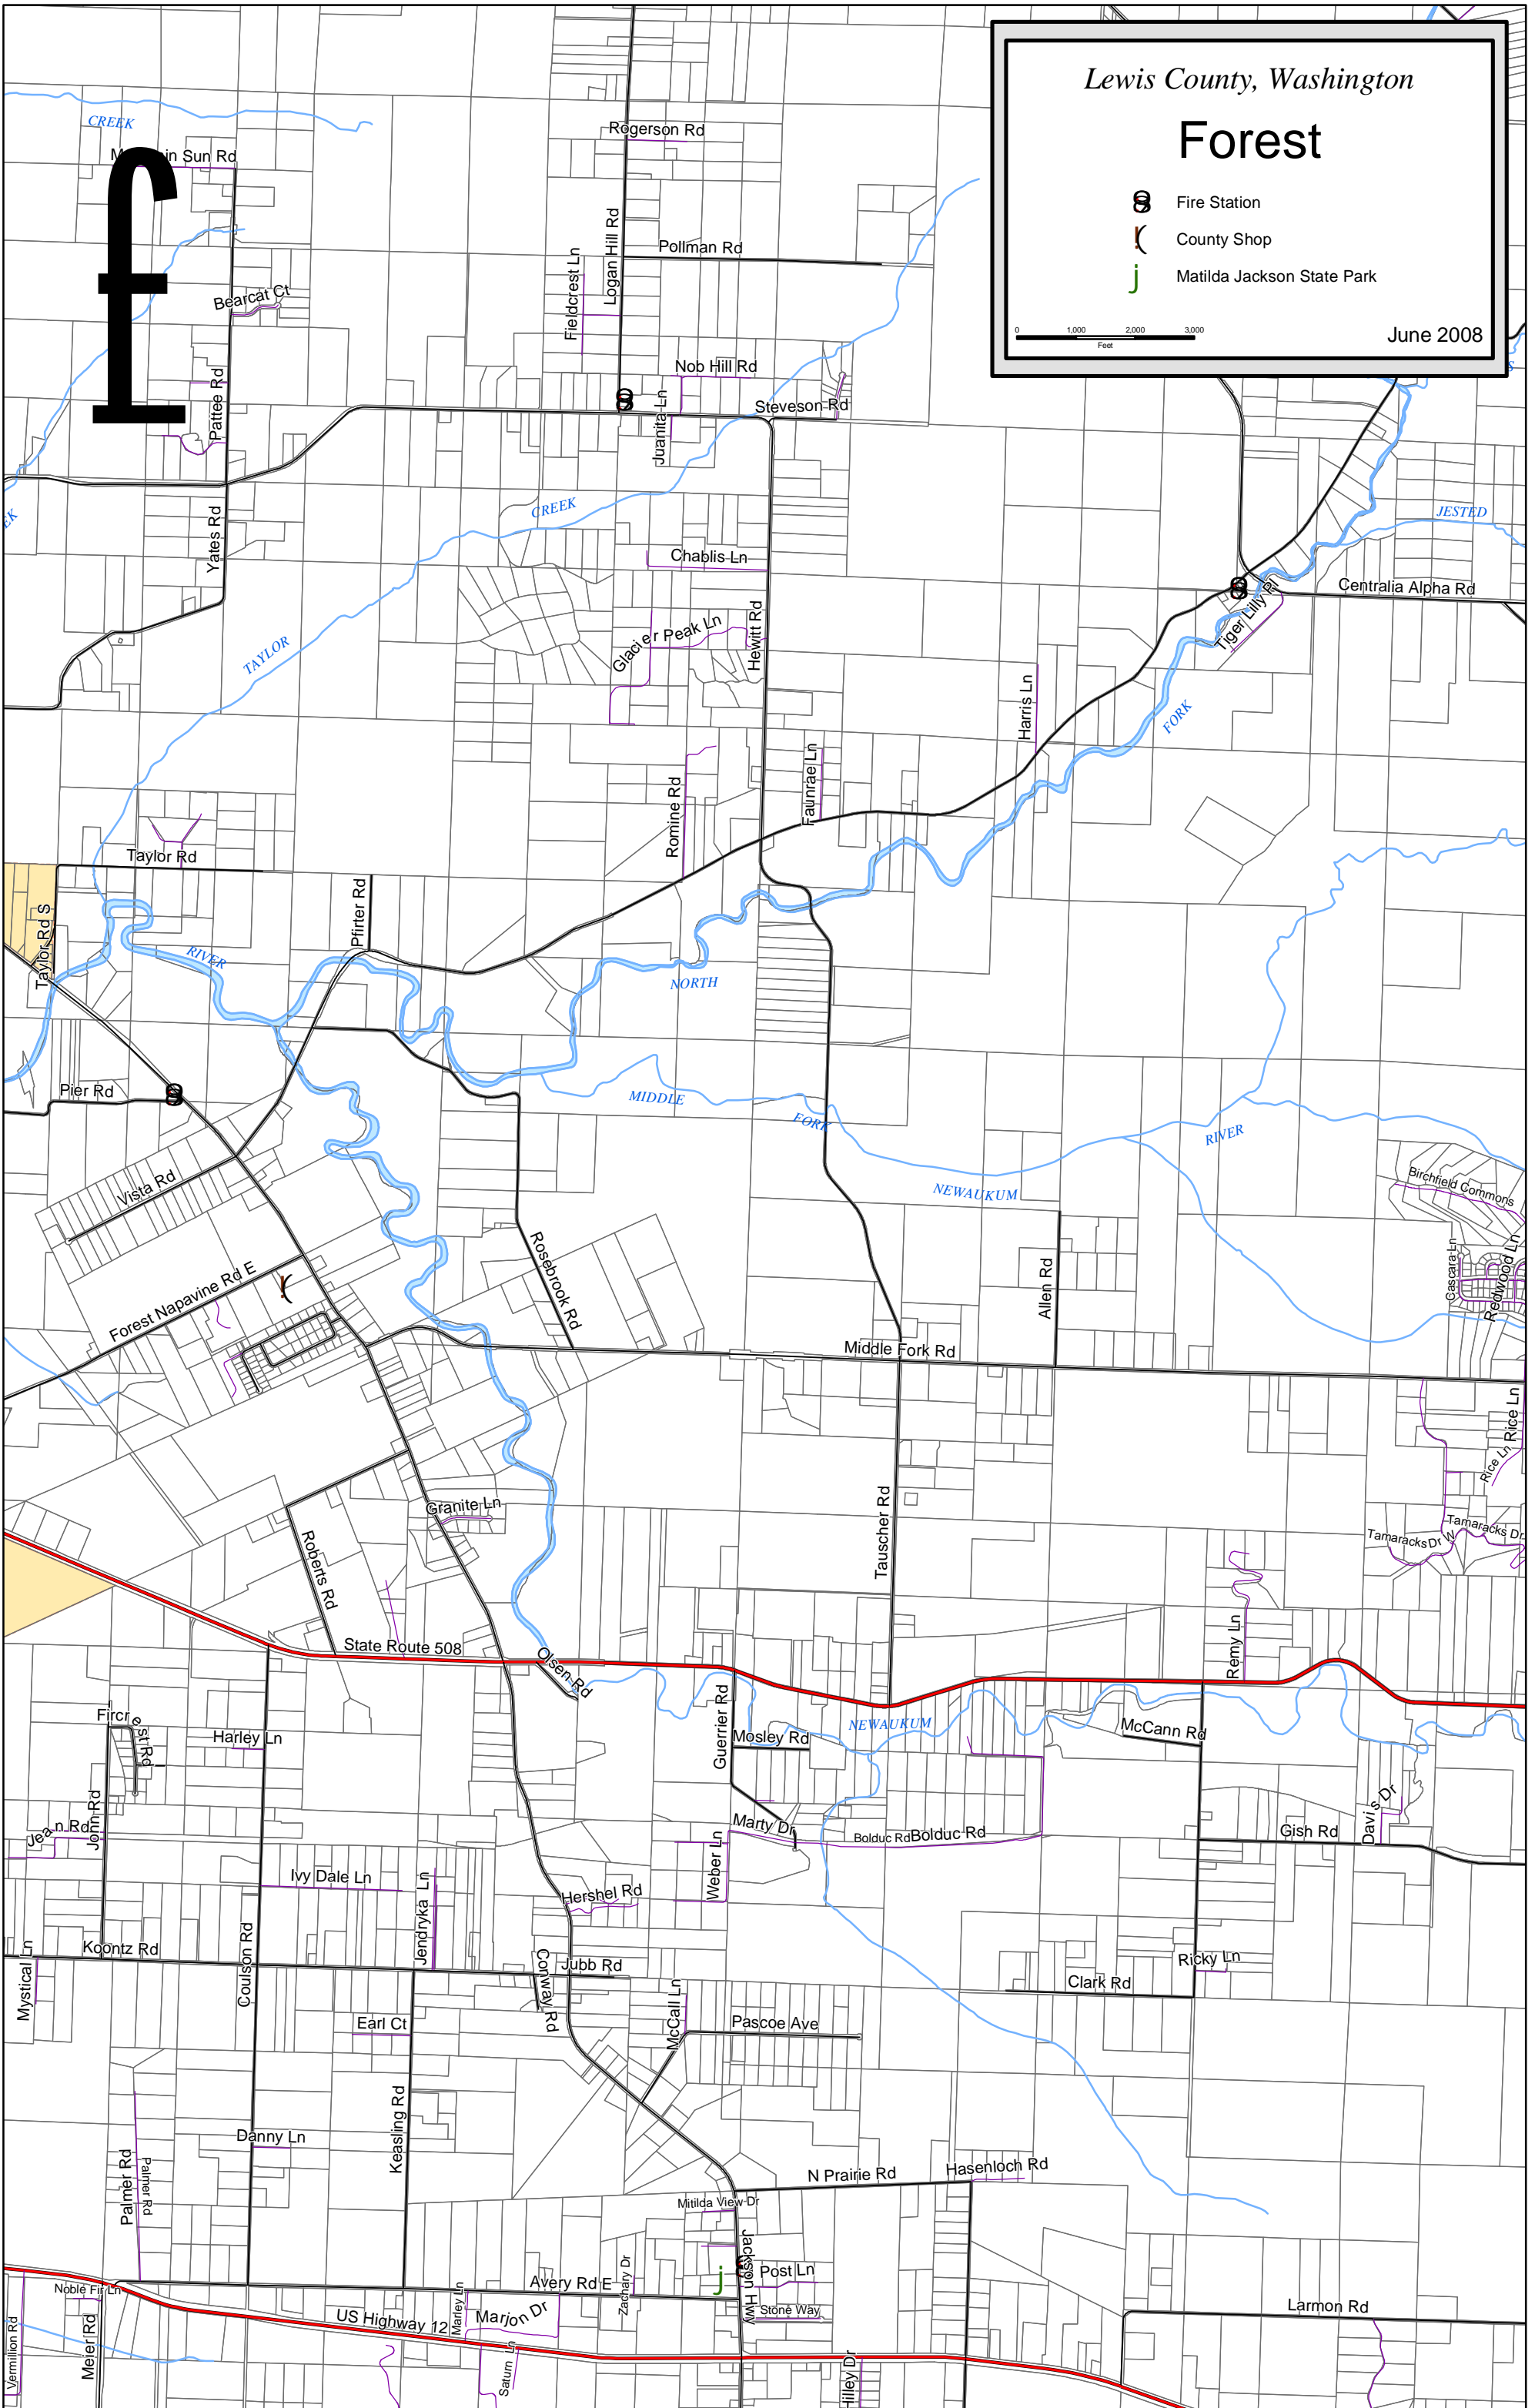 Lewis County, Washington
Forest
Fire Station
County Shop
Matilda Jackson State Park
0 1,000 2,000 3,000
Feet
June 2008
CREEK
Rogerson Rd
Logan Hill Rd
Pollman Rd
Fieldcrest Ln
Bearcat Ct
Nob Hill Rd
Pattee Rd
Juanita Ln
Steveson Rd
CREEK
JESTED
Yates Rd
Chablis Ln
Centralia Alpha Rd
Tiger Lilly Pl
Glacier Peak Ln
Hewitt Rd
TAYLOR
Harris Ln
FORK
Romine Rd
Faunrae Ln
Taylor Rd
Pfirter Rd
Taylor Rd S
RIVER
NORTH
Pier Rd
MIDDLE
FORK
RIVER
Vista Rd
NEWAUKUM
Birchfield Commons
Cascara Ln
Redwood Ln
Rosebrook Rd
Allen Rd
Forest Napavine Rd E
Middle Fork Rd
Rice Ln
Rice Ln
Granite Ln
Tauscher Rd
Tamaracks Dr
Tamaracks Dr W
Roberts Rd
State Route 508
Olsen Rd
Remy Ln
Guerrier Rd
Fircrest Rd
Harley Ln
Mosley Rd
NEWAUKUM
McCann Rd
John Rd
Jean Rd
Marty Dr
Bolduc Rd
Bolduc Rd
Gish Rd
Davis Dr
Ivy Dale Ln
Jendryka Ln
Hershel Rd
Weber Ln
Koontz Rd
Coulson Rd
Mystical Ln
Conway Rd
Jubb Rd
Ricky Ln
Clark Rd
McCall Ln
Earl Ct
Pascoe Ave
Keasling Rd
Danny Ln
Palmer Rd
Palmer Rd
N Prairie Rd
Hasenloch Rd
Mitilda View Dr
Jackson Hwy
Post Ln
Zachary Dr
Avery Rd E
Noble Fir Ln
Marley Ln
Marjon Dr
Stone Way
US Highway 12
Larmon Rd
Vermillion Rd
Meier Rd
Saturn Ln
Hilley Dr